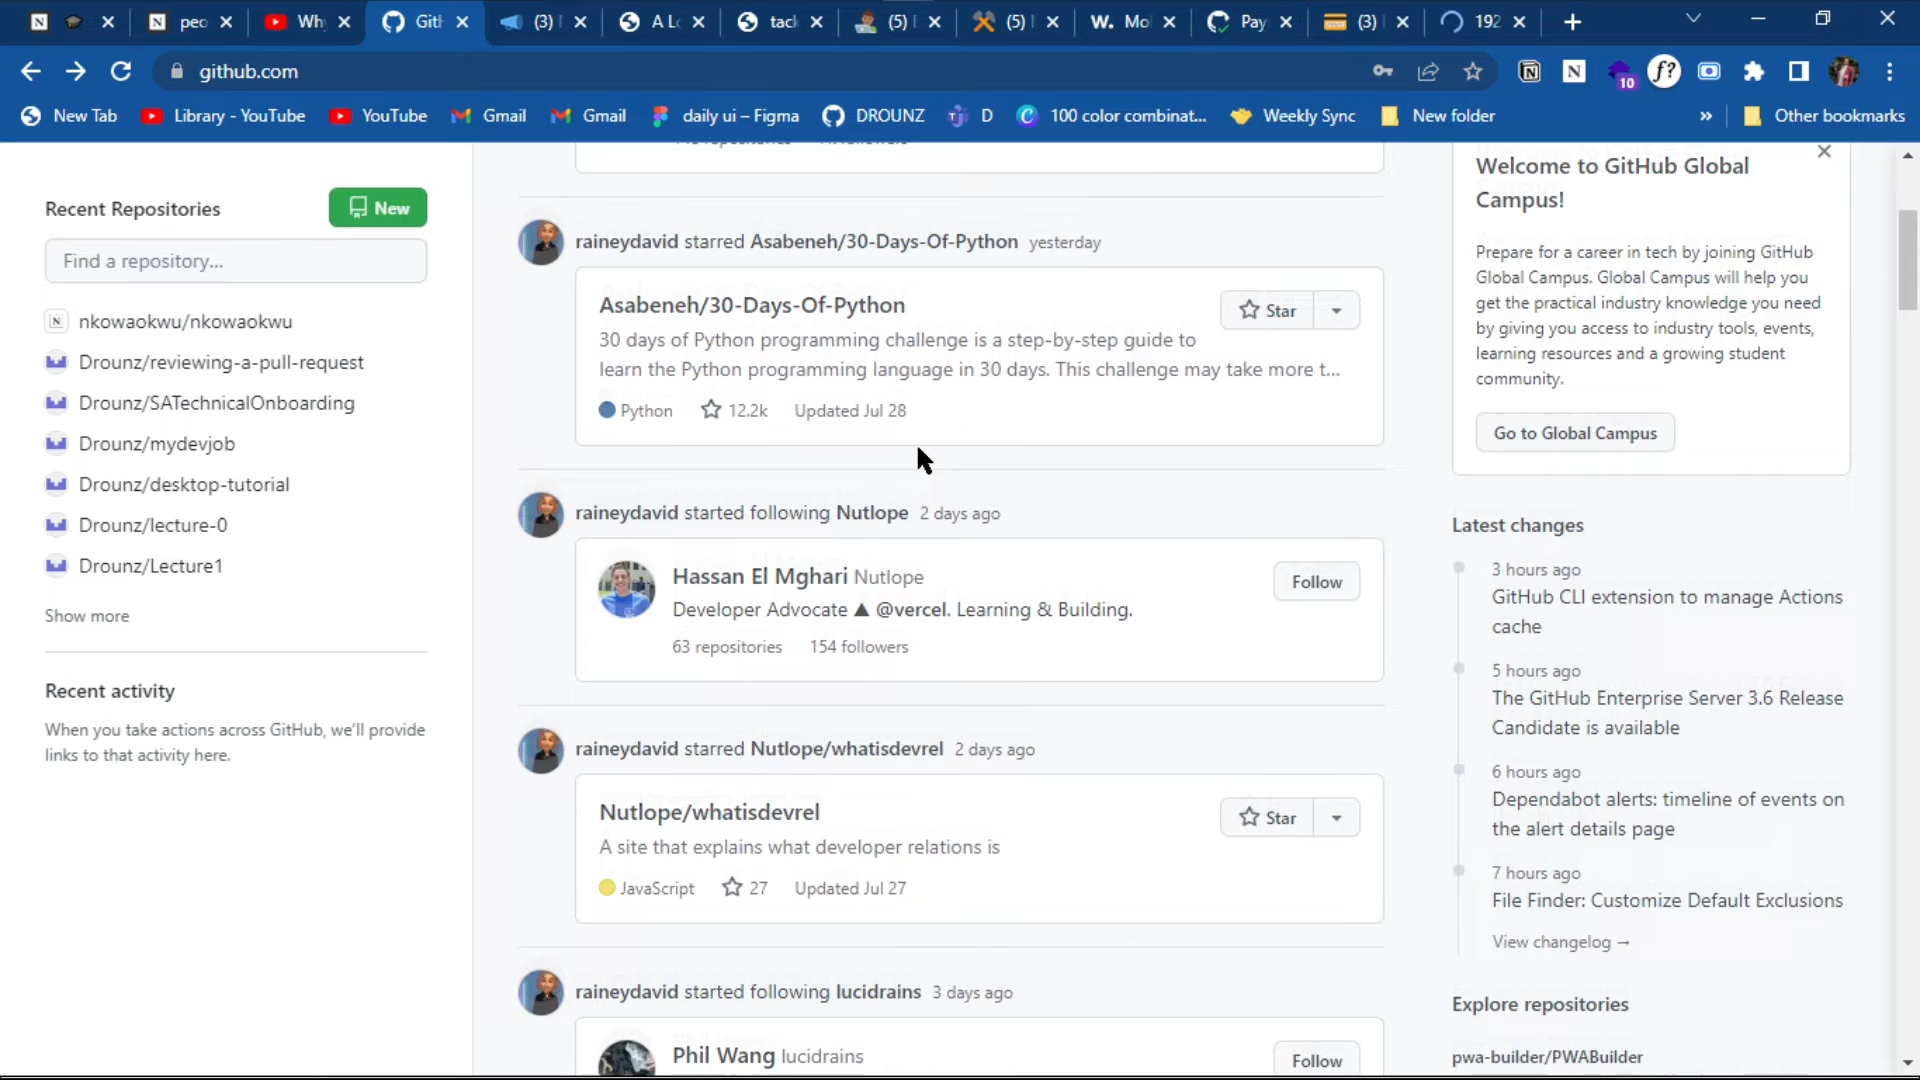 peo
Wh
Gitl
(3)
A Lo
tack
(5)
(5)
W. Mo
Pay
(3)
192
github.com
f?
10
New Tab
Library - YouTube
YouTube
Gmail
Gmail
daily ui – Figma
DROUNZ
D
100 color combinat...
Weekly Sync
New folder
»
Other bookmarks
Recent Repositories
New
Find a repository...
nkowaokwu/nkowaokwu
Drounz/reviewing-a-pull-request
Drounz/SATechnicalOnboarding
Drounz/mydevjob
Drounz/desktop-tutorial
Drounz/lecture-0
Drounz/Lecture1
Show more
Recent activity
When you take actions across GitHub, we'll provide
links to that activity here.
raineydavid starred Asabeneh/30-Days-Of-Python yesterday
Asabeneh/30-Days-Of-Python
Star
30 days of Python programming challenge is a step-by-step guide to
learn the Python programming language in 30 days. This challenge may take more t...
Python 12.2k Updated Jul 28
raineydavid started following Nutlope 2 days ago
Hassan El Mghari Nutlope
Follow
Developer Advocate ▲ @vercel. Learning & Building.
63 repositories 154 followers
raineydavid starred Nutlope/whatisdevrel 2 days ago
Nutlope/whatisdevrel
Star
A site that explains what developer relations is
JavaScript 27 Updated Jul 27
raineydavid started following lucidrains 3 days ago
Phil Wang lucidrains
Follow
Welcome to GitHub Global
Campus!
Prepare for a career in tech by joining GitHub
Global Campus. Global Campus will help you
get the practical industry knowledge you need
by giving you access to industry tools, events,
learning resources and a growing student
community.
Go to Global Campus
Latest changes
3 hours ago
GitHub CLI extension to manage Actions
cache
5 hours ago
The GitHub Enterprise Server 3.6 Release
Candidate is available
6 hours ago
Dependabot alerts: timeline of events on
the alert details page
7 hours ago
File Finder: Customize Default Exclusions
View changelog →
Explore repositories
pwa-builder/PWABuilder